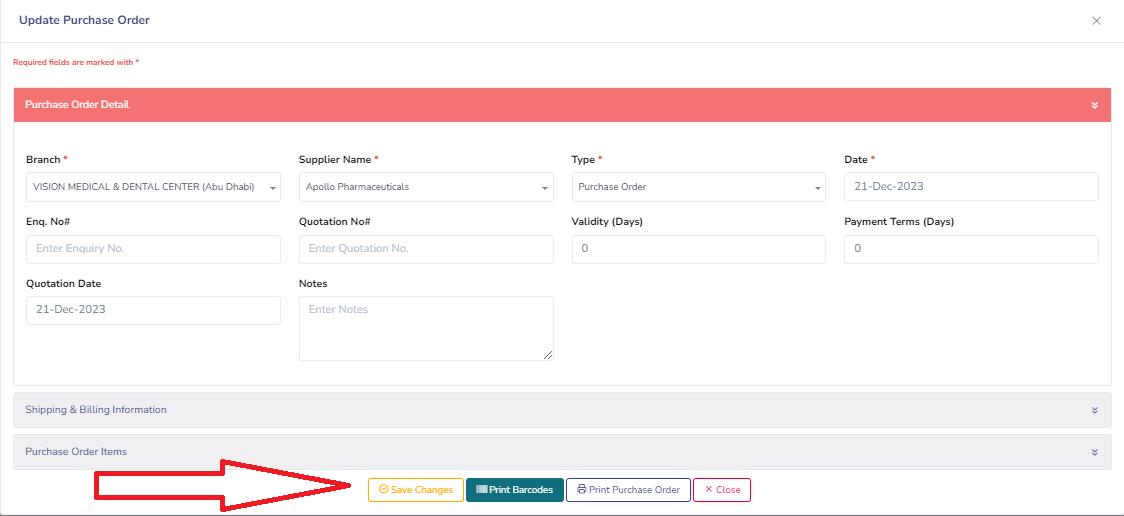 Update Purchase Order
Required fields are marked with *
Purchase Order Detail
Branch * Supplier Name * Type * Date *
VISION MEDICAL & DENTAL CENTER (Abu Dhabi) Apollo Pharmaceuticals Purchase Order 21-Dec-2023
Enq. No# Quotation No# Validity (Days) Payment Terms (Days)
Enter Enquiry No. Enter Quotation No. 0 0
Quotation Date Notes
21-Dec-2023 Enter Notes
Shipping & Billing Information
Purchase Order Items
Save Changes Print Barcodes Print Purchase Order Close